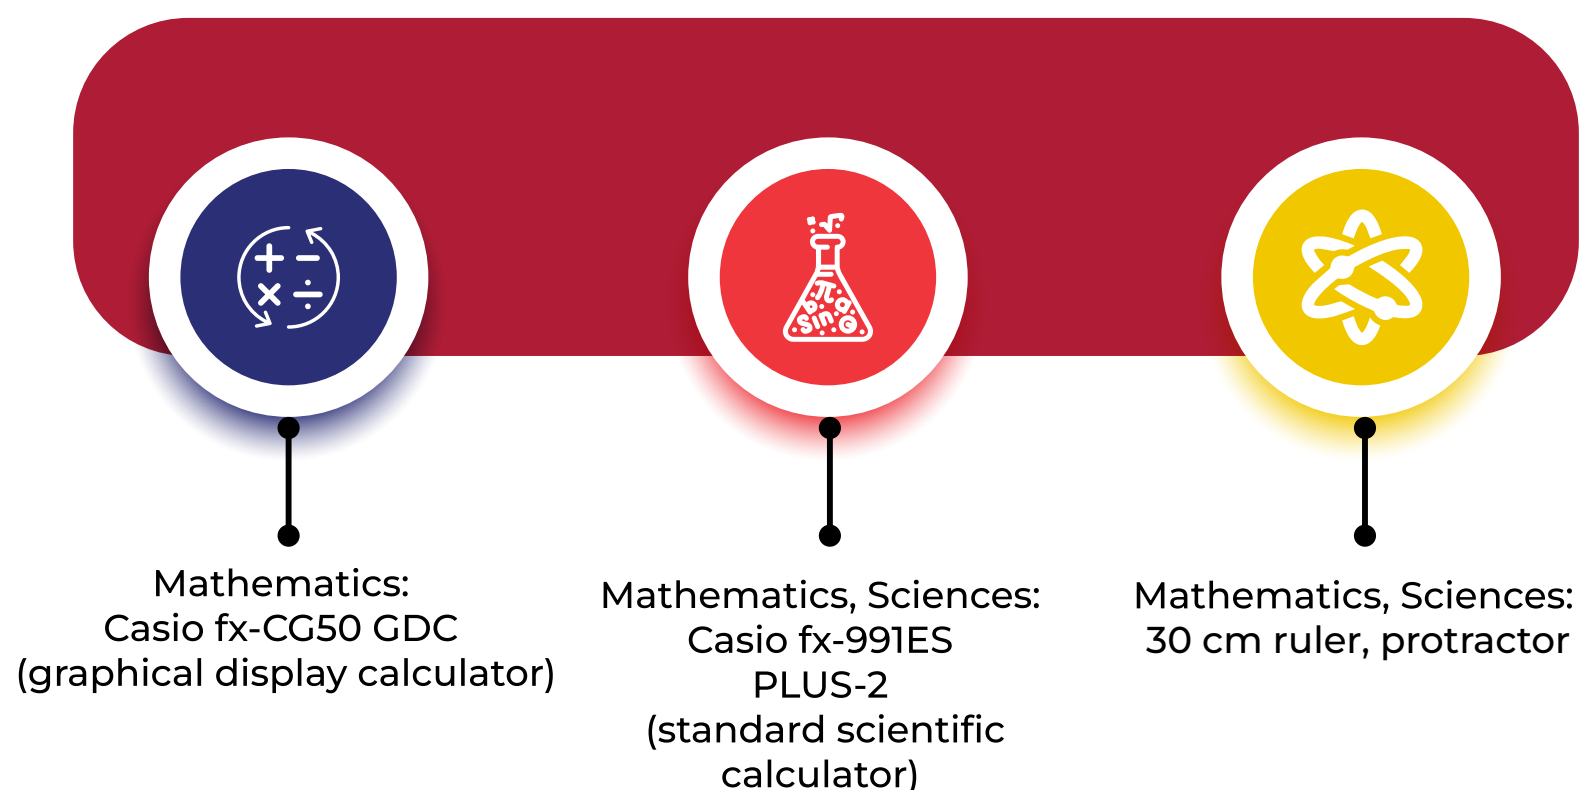 Mathematics:
Casio fx-CG50 GDC
(graphical display calculator)
Mathematics, Sciences:
Casio fx-991ES
PLUS-2
(standard scientific
calculator)
Mathematics, Sciences:
30 cm ruler, protractor